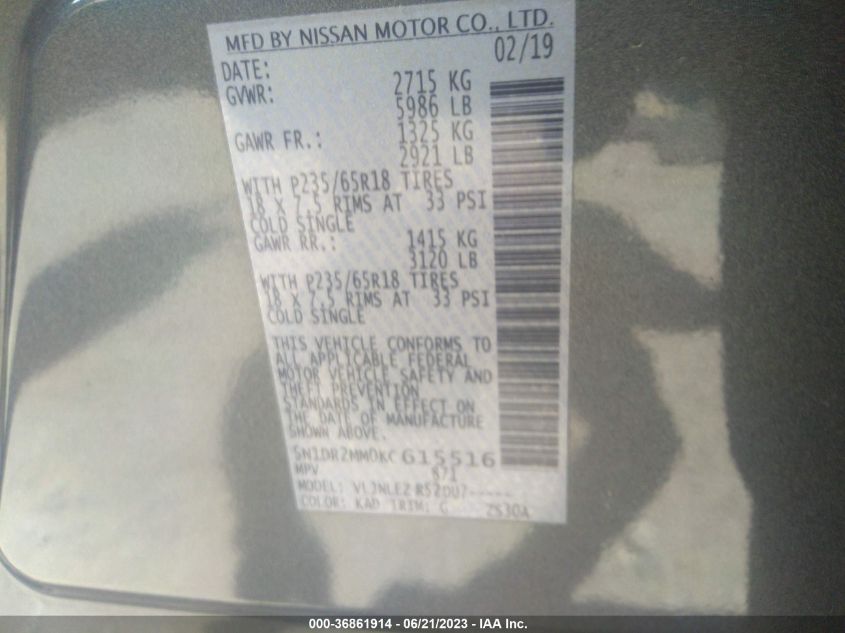 MFD BY NISSAN MOTOR CO., LTD.
DATE: 02/19
GVWR: 2715 KG
5986 LB
GAWR FR.: 1325 KG
2921 LB
WITH P235/65R18 TIRES
18 X 7.5 RIMS AT 33 PSI
COLD SINGLE
GAWR RR.: 1415 KG
3120 LB
WITH P235/65R18 TIRES
18 X 7.5 RIMS AT 33 PSI
COLD SINGLE
THIS VEHICLE CONFORMS TO
ALL APPLICABLE FEDERAL
MOTOR VEHICLE SAFETY AND
THEFT PREVENTION
STANDARDS IN EFFECT ON
THE DATE OF MANUFACTURE
SHOWN ABOVE.
5N1DR2MM0KC615516
MPV 871
MODEL:
COLOR: KAD TRIM: G
000-36861914 - 06/21/2023 - IAA Inc.